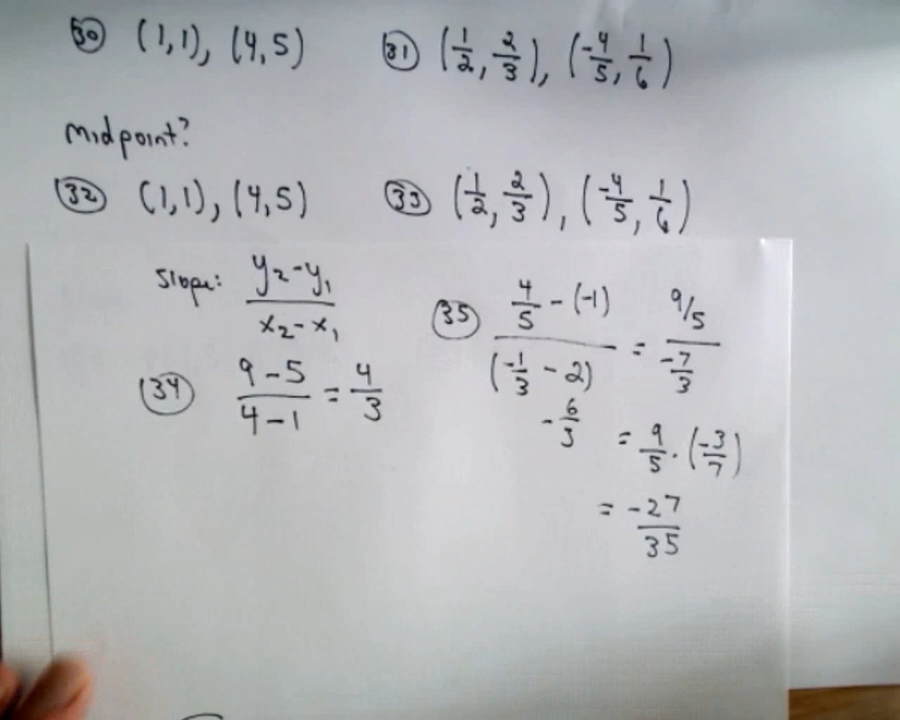 30 (1,1), (4,5) 31 (1/2, 2/3), (-4/5, 1/6)
Midpoint?
32 (1,1), (4,5) 33 (1/2, 2/3), (-4/5, 1/6)
Slope: y₂-y₁ / x₂-x₁
34 9-5 / 4-1 = 4/3
35 4/5 - (-1) / (-1/3 - 2) = 9/5 / -7/3
- 6/3
= 9/5 · (-3/7)
= -27/35